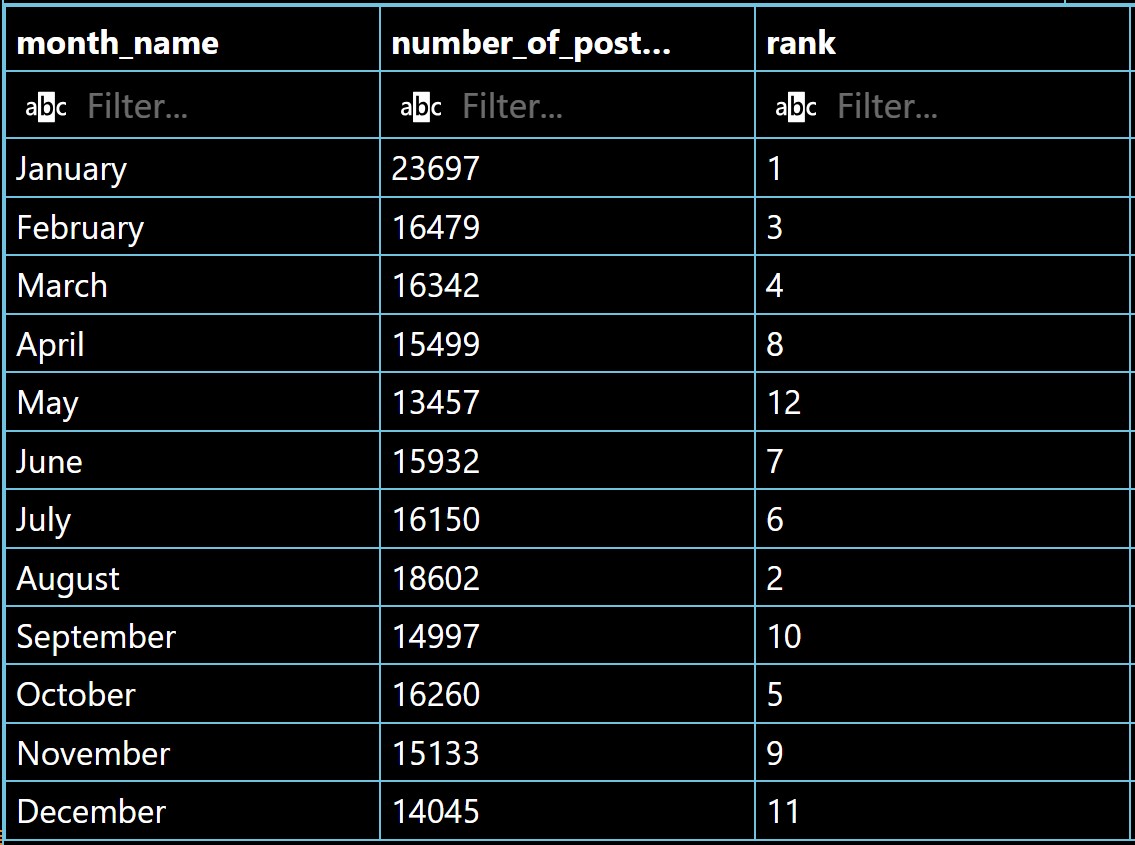 month_name number_of_post... rank
abc Filter... abc Filter... abc Filter...
January 23697 1
February 16479 3
March 16342 4
April 15499 8
May 13457 12
June 15932 7
July 16150 6
August 18602 2
September 14997 10
October 16260 5
November 15133 9
December 14045 11